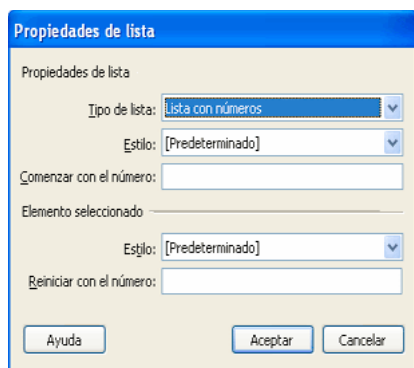 Propiedades de lista
Propiedades de lista
Tipo de lista: Lista con números
Estilo: [Predeterminado]
Comenzar con el número:
Elemento seleccionado
Estilo: [Predeterminado]
Reiniciar con el número:
Ayuda Aceptar Cancelar